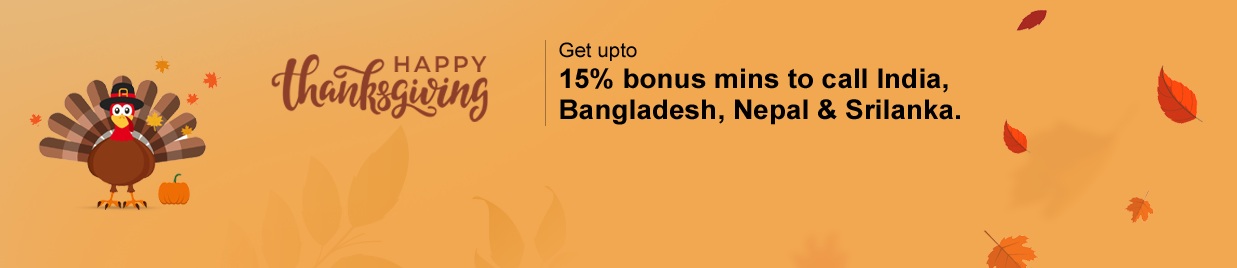 HAPPY
thanksgiving
Get upto
15% bonus mins to call India,
Bangladesh, Nepal & Srilanka.